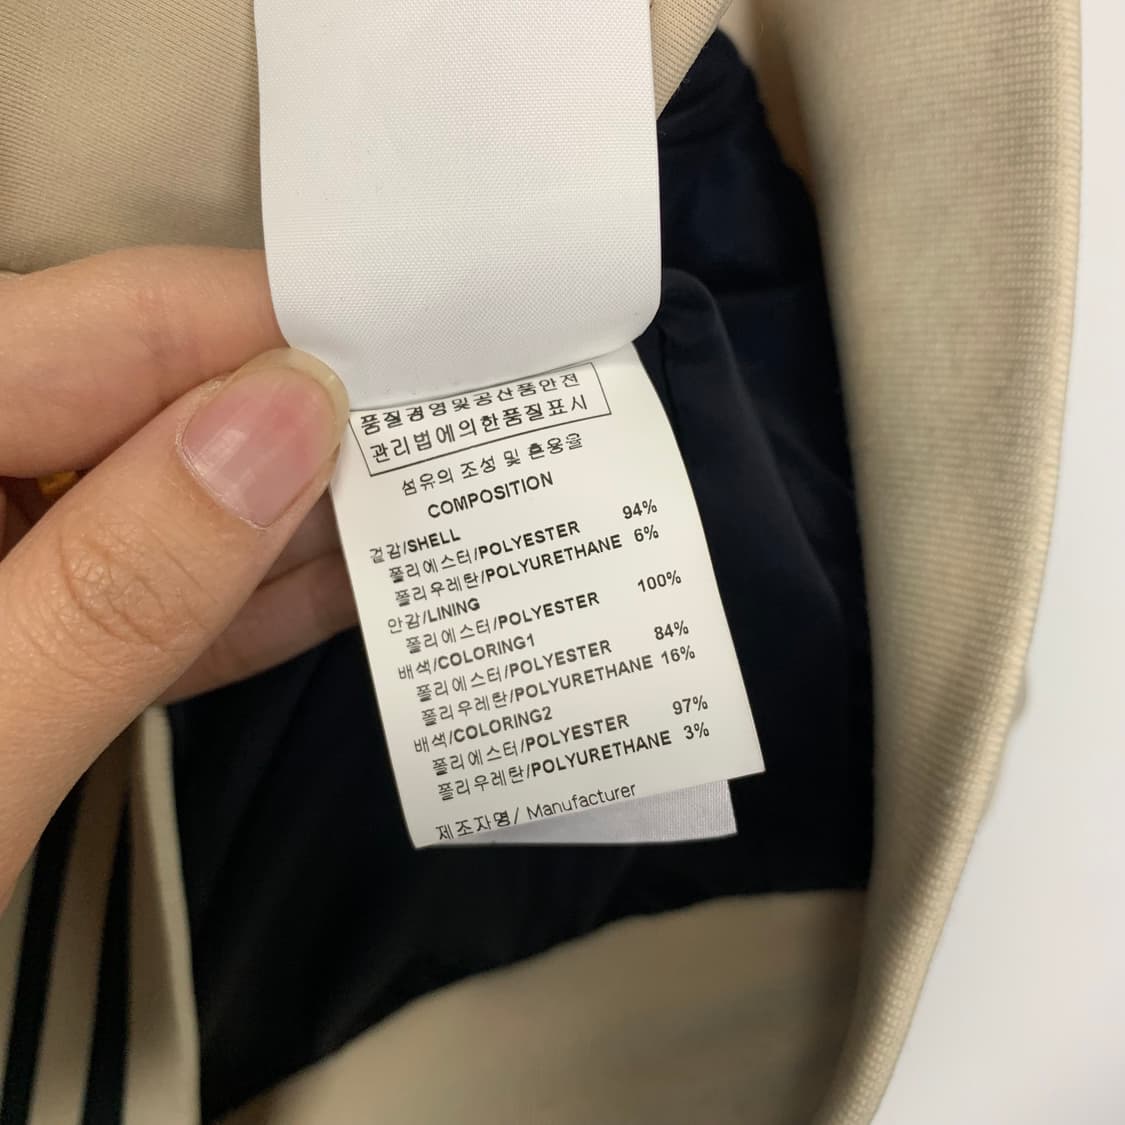 품질경영및공산품안전
관리법에의한품질표시
섬유의 조성 및 혼용율
COMPOSITION
겉감/SHELL
폴리에스터/POLYESTER 94%
폴리우레탄/POLYURETHANE 6%
안감/LINING
폴리에스터/POLYESTER 100%
배색/COLORING1
폴리에스터/POLYESTER 84%
폴리우레탄/POLYURETHANE 16%
배색/COLORING2
폴리에스터/POLYESTER 97%
폴리우레탄/POLYURETHANE 3%
제조자명/ Manufacturer